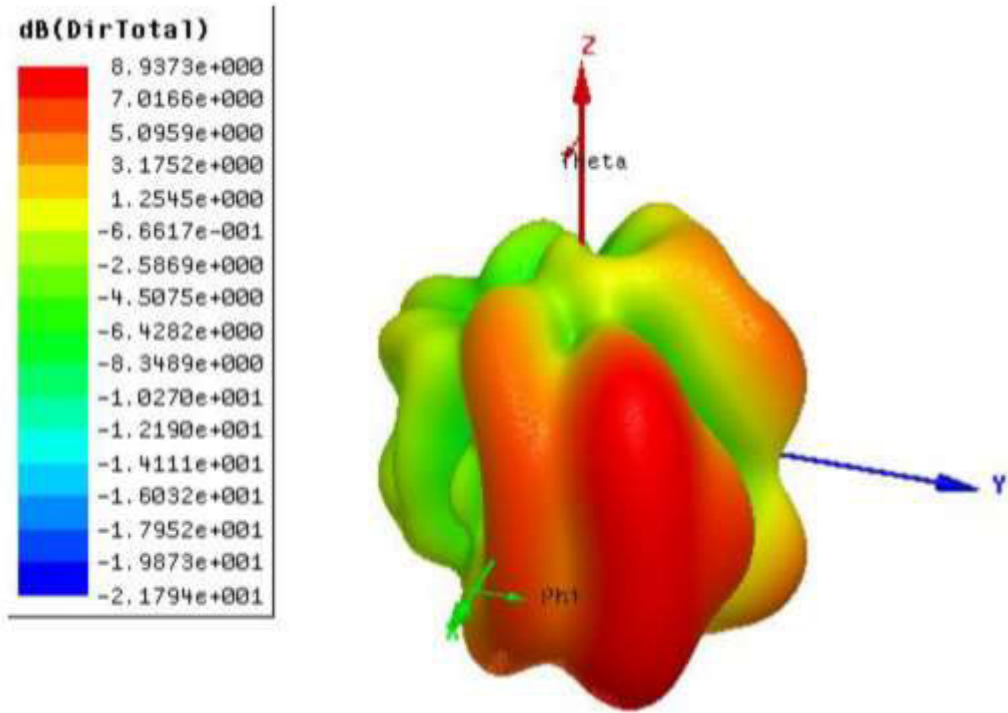 dB(DirTotal)
8.9373e+000
7.0166e+000
5.0959e+000
3.1752e+000
1.2545e+000
-6.6617e-001
-2.5869e+000
-4.5075e+000
-6.4282e+000
-8.3489e+000
-1.0270e+001
-1.2190e+001
-1.4111e+001
-1.6032e+001
-1.7952e+001
-1.9873e+001
-2.1794e+001
Z
Theta
Y
Phi
X